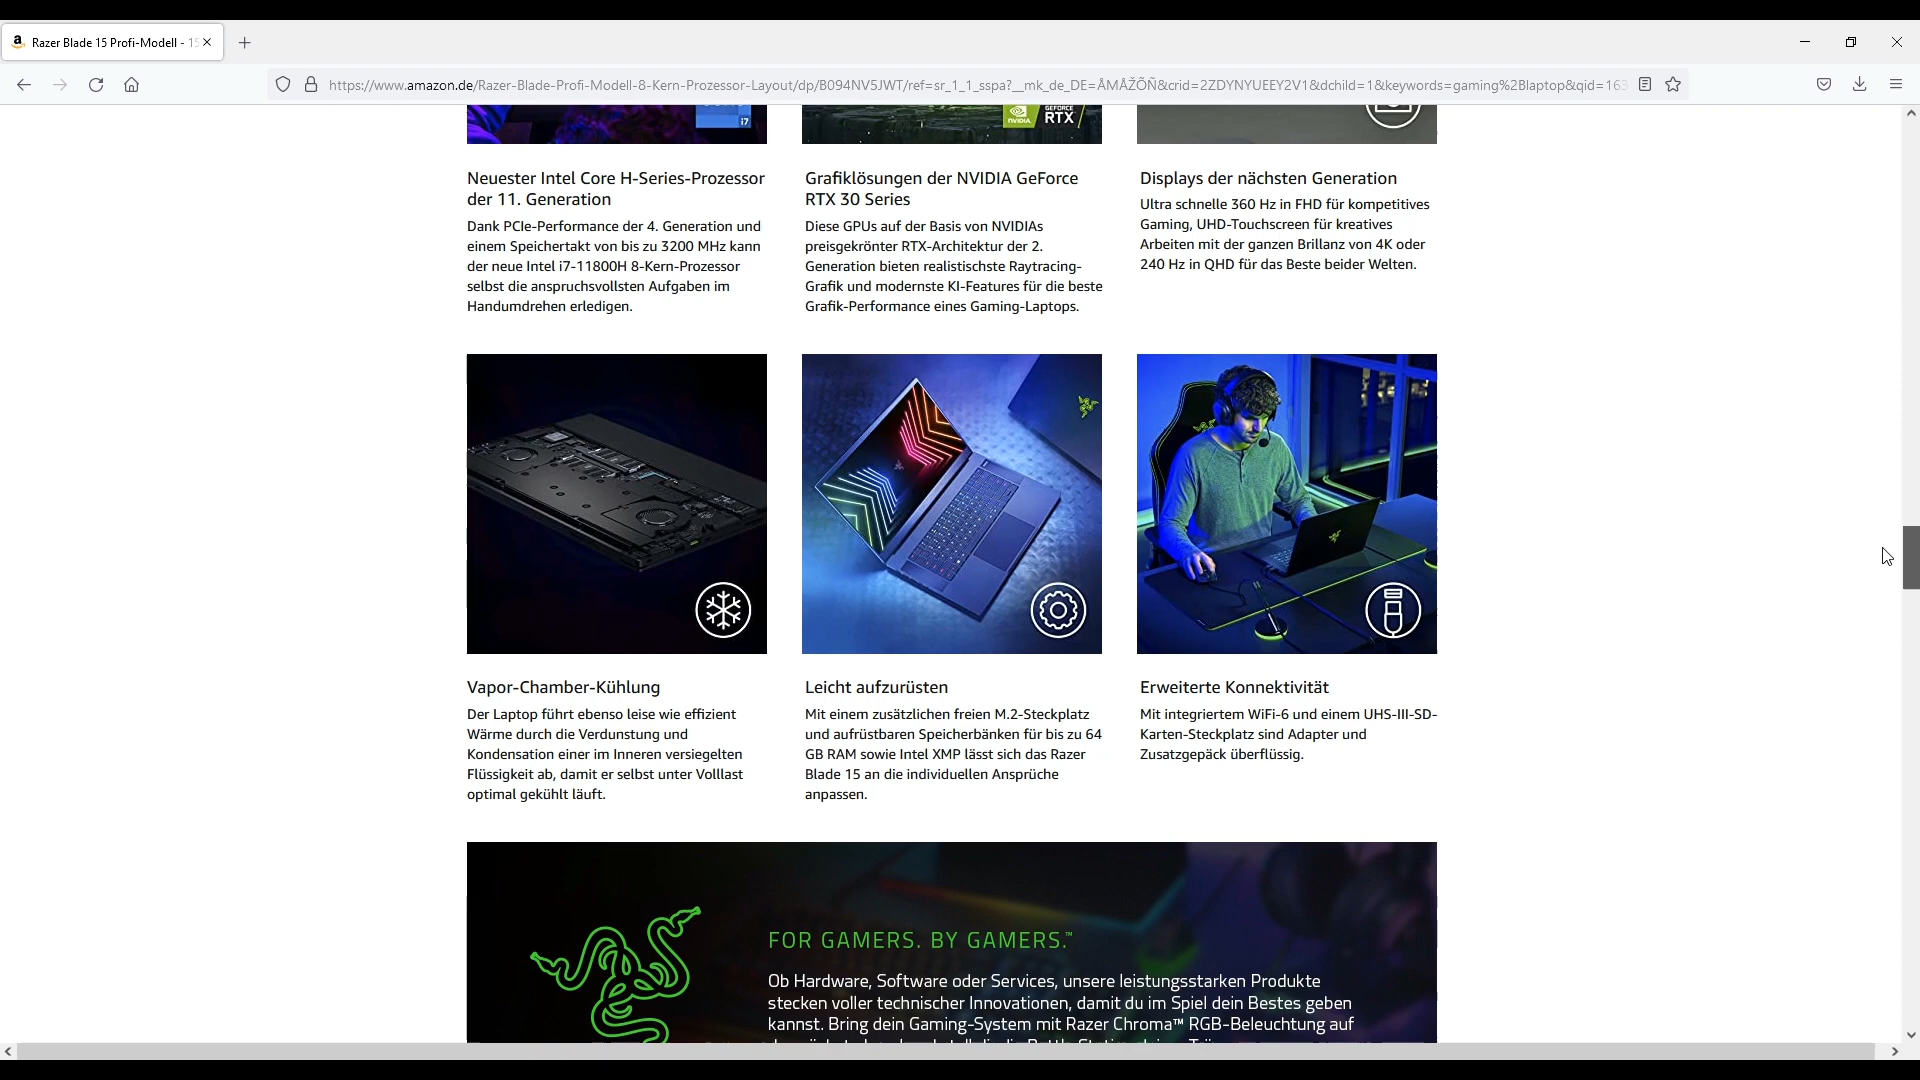 Razer Blade 15 Profi-Modell - 15
https://www.amazon.de/Razer-Blade-Profi-Modell-8-Kern-Prozessor-Layout/dp/B094NV5JWT/ref=sr_1_1_sspa?__mk_de_DE=ÅMÅŽÕÑ&crid=2ZDYNYUEEY2V1&dchild=1&keywords=gaming%2Blaptop&qid=163
i7
NVIDIA
GEFORCE
RTX
Neuester Intel Core H-Series-Prozessor
der 11. Generation
Dank PCIe-Performance der 4. Generation und
einem Speichertakt von bis zu 3200 MHz kann
der neue Intel i7-11800H 8-Kern-Prozessor
selbst die anspruchsvollsten Aufgaben im
Handumdrehen erledigen.
Grafiklösungen der NVIDIA GeForce
RTX 30 Series
Diese GPUs auf der Basis von NVIDIAs
preisgekrönter RTX-Architektur der 2.
Generation bieten realistischste Raytracing-
Grafik und modernste KI-Features für die beste
Grafik-Performance eines Gaming-Laptops.
Displays der nächsten Generation
Ultra schnelle 360 Hz in FHD für kompetitives
Gaming, UHD-Touchscreen für kreatives
Arbeiten mit der ganzen Brillanz von 4K oder
240 Hz in QHD für das Beste beider Welten.
Vapor-Chamber-Kühlung
Der Laptop führt ebenso leise wie effizient
Wärme durch die Verdunstung und
Kondensation einer im Inneren versiegelten
Flüssigkeit ab, damit er selbst unter Volllast
optimal gekühlt läuft.
Leicht aufzurüsten
Mit einem zusätzlichen freien M.2-Steckplatz
und aufrüstbaren Speicherbänken für bis zu 64
GB RAM sowie Intel XMP lässt sich das Razer
Blade 15 an die individuellen Ansprüche
anpassen.
Erweiterte Konnektivität
Mit integriertem WiFi-6 und einem UHS-III-SD-
Karten-Steckplatz sind Adapter und
Zusatzgepäck überflüssig.
FOR GAMERS. BY GAMERS.™
Ob Hardware, Software oder Services, unsere leistungsstarken Produkte
stecken voller technischer Innovationen, damit du im Spiel dein Bestes geben
kannst. Bring dein Gaming-System mit Razer Chroma™ RGB-Beleuchtung auf